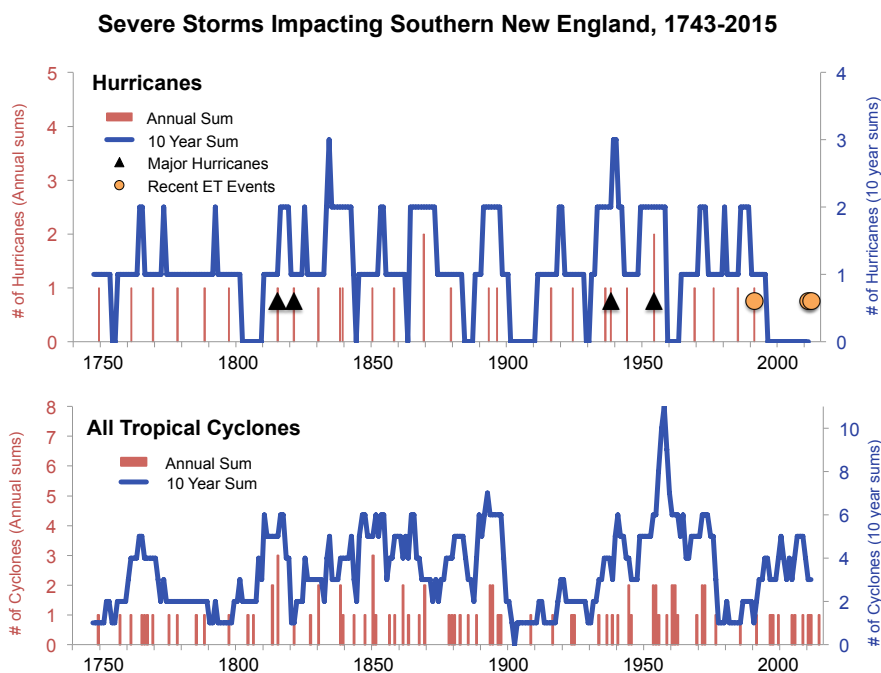 Severe Storms Impacting Southern New England, 1743-2015
Hurricanes
Annual Sum
10 Year Sum
Major Hurricanes
Recent ET Events
# of Hurricanes (Annual sums)
5
4
3
2
1
0
# of Hurricanes (10 year sums)
4
3
2
1
0
1750 1800 1850 1900 1950 2000
All Tropical Cyclones
Annual Sum
10 Year Sum
# of Cyclones (Annual sums)
8
7
6
5
4
3
2
1
0
# of Cyclones (10 year sums)
10
8
6
4
2
0
1750 1800 1850 1900 1950 2000